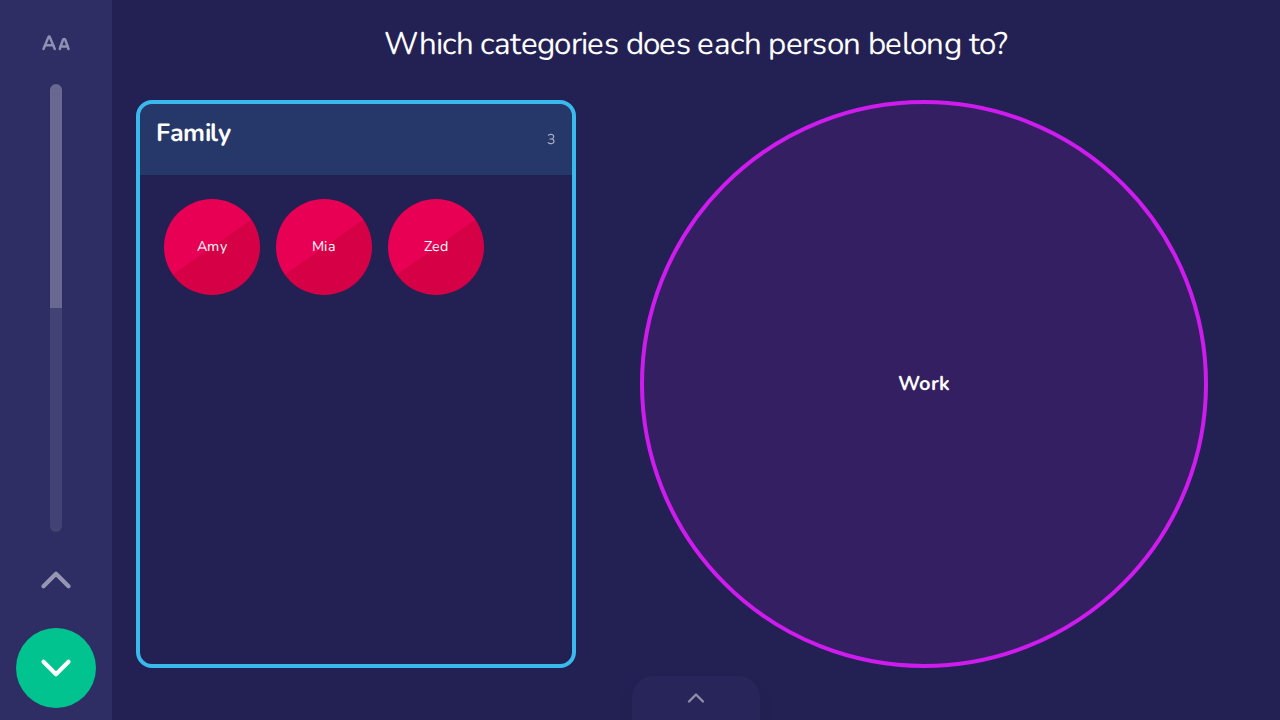 AA
Which categories does each person belong to?
Family
3
Amy
Mia
Zed
Work